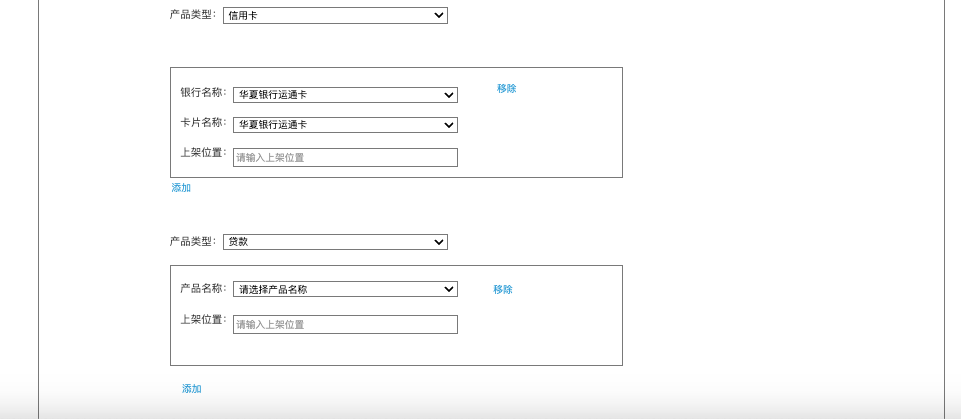 产品类型: 信用卡
银行名称: 华夏银行运通卡 移除
卡片名称: 华夏银行运通卡
上架位置: 请输入上架位置
添加
产品类型: 贷款
产品名称: 请选择产品名称 移除
上架位置: 请输入上架位置
添加